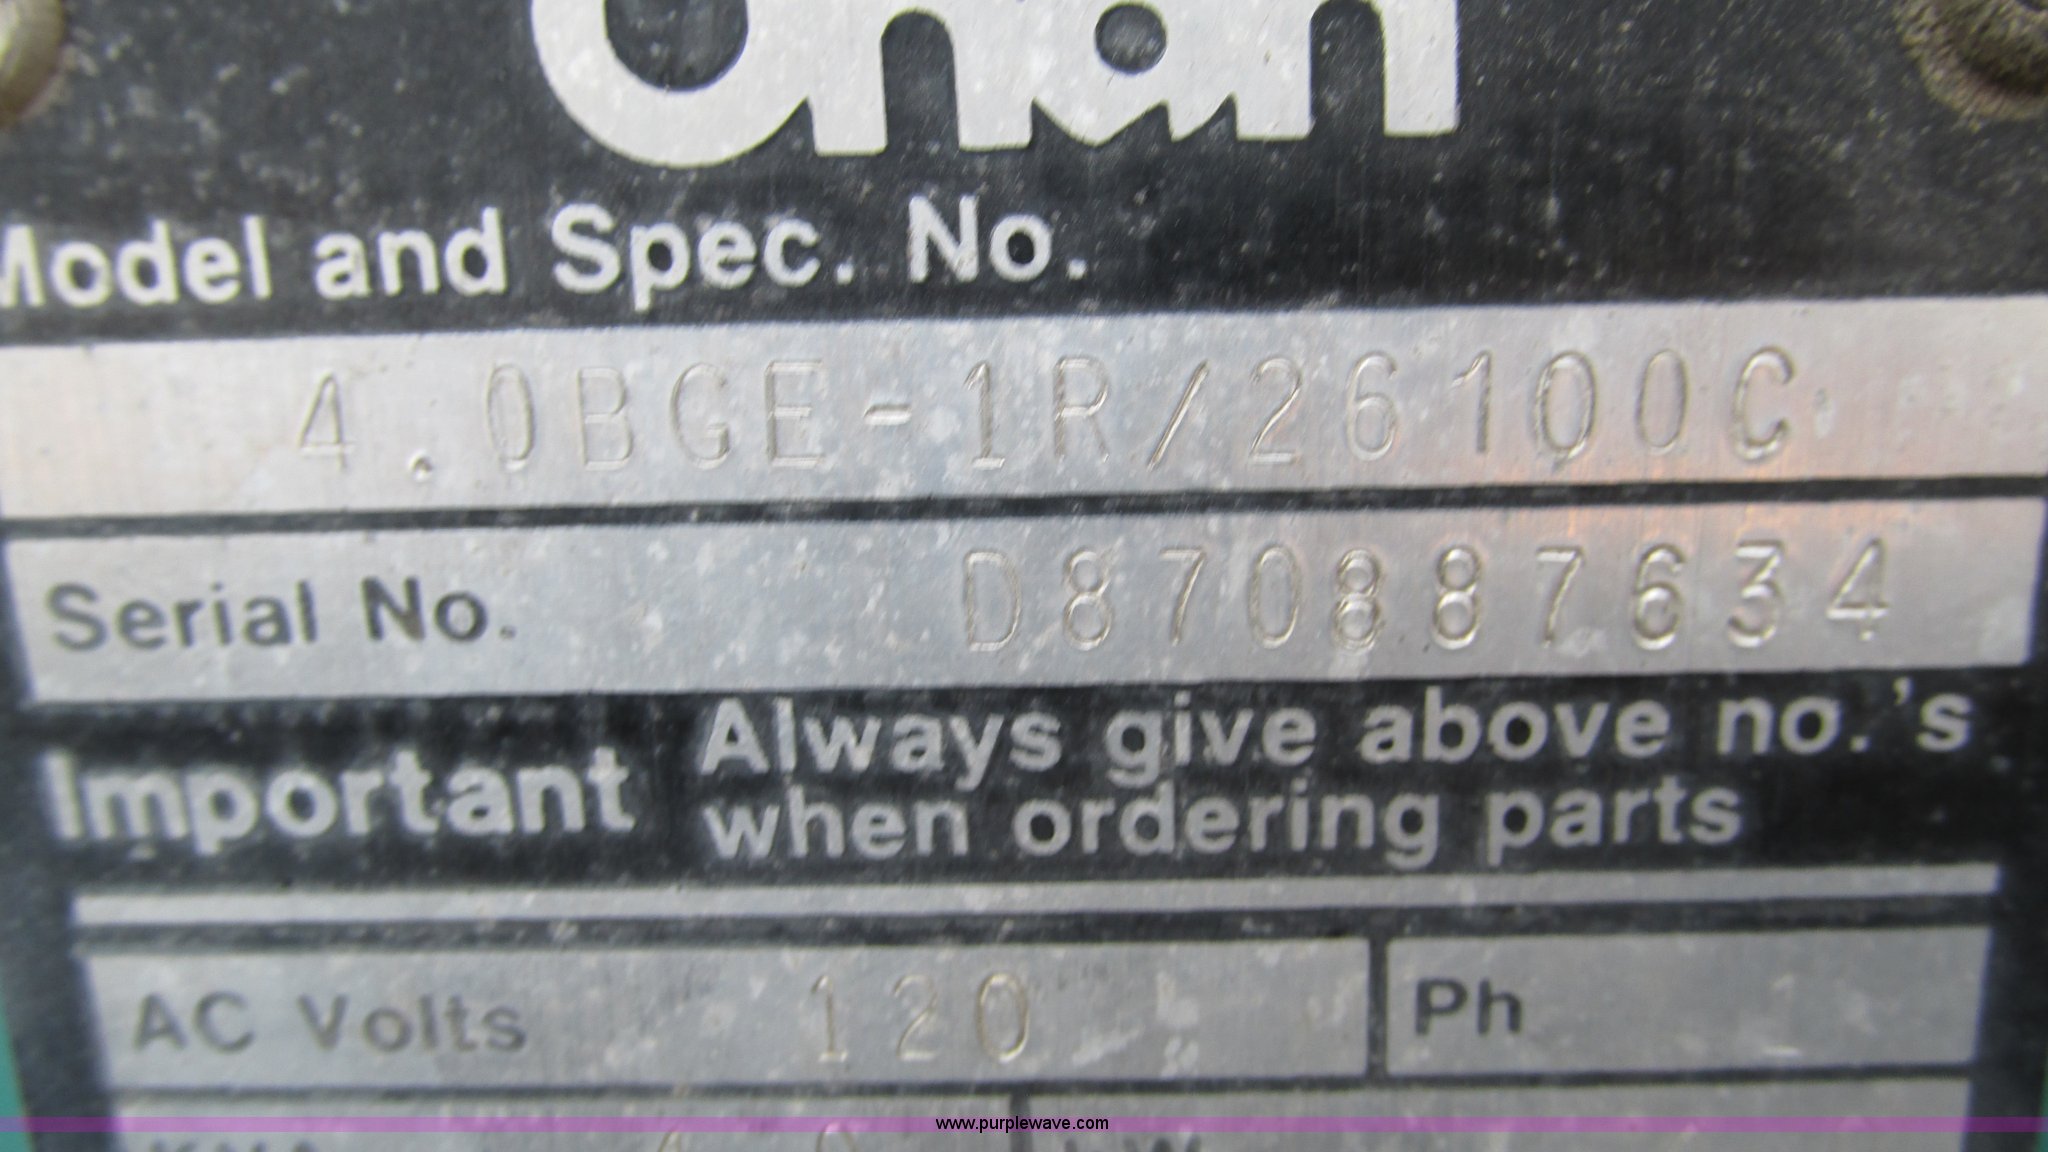 Onan
Model and Spec. No.
4.0BGE-1R/26100C
Serial No. D870887634
Important Always give above no.'s
when ordering parts
AC Volts 120 Ph
www.purplewave.com